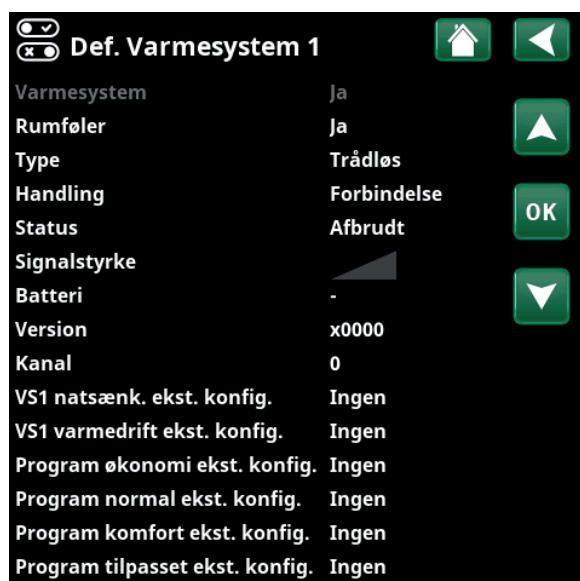 Def. Varmesystem 1
Varmesystem Ja
Rumføler Ja
Type Trådløs
Handling Forbindelse
Status Afbrudt
OK
Signalstyrke
Batteri -
Version x0000
Kanal 0
VS1 natsænk. ekst. konfig. Ingen
VS1 varmedrift ekst. konfig. Ingen
Program økonomi ekst. konfig. Ingen
Program normal ekst. konfig. Ingen
Program komfort ekst. konfig. Ingen
Program tilpasset ekst. konfig. Ingen